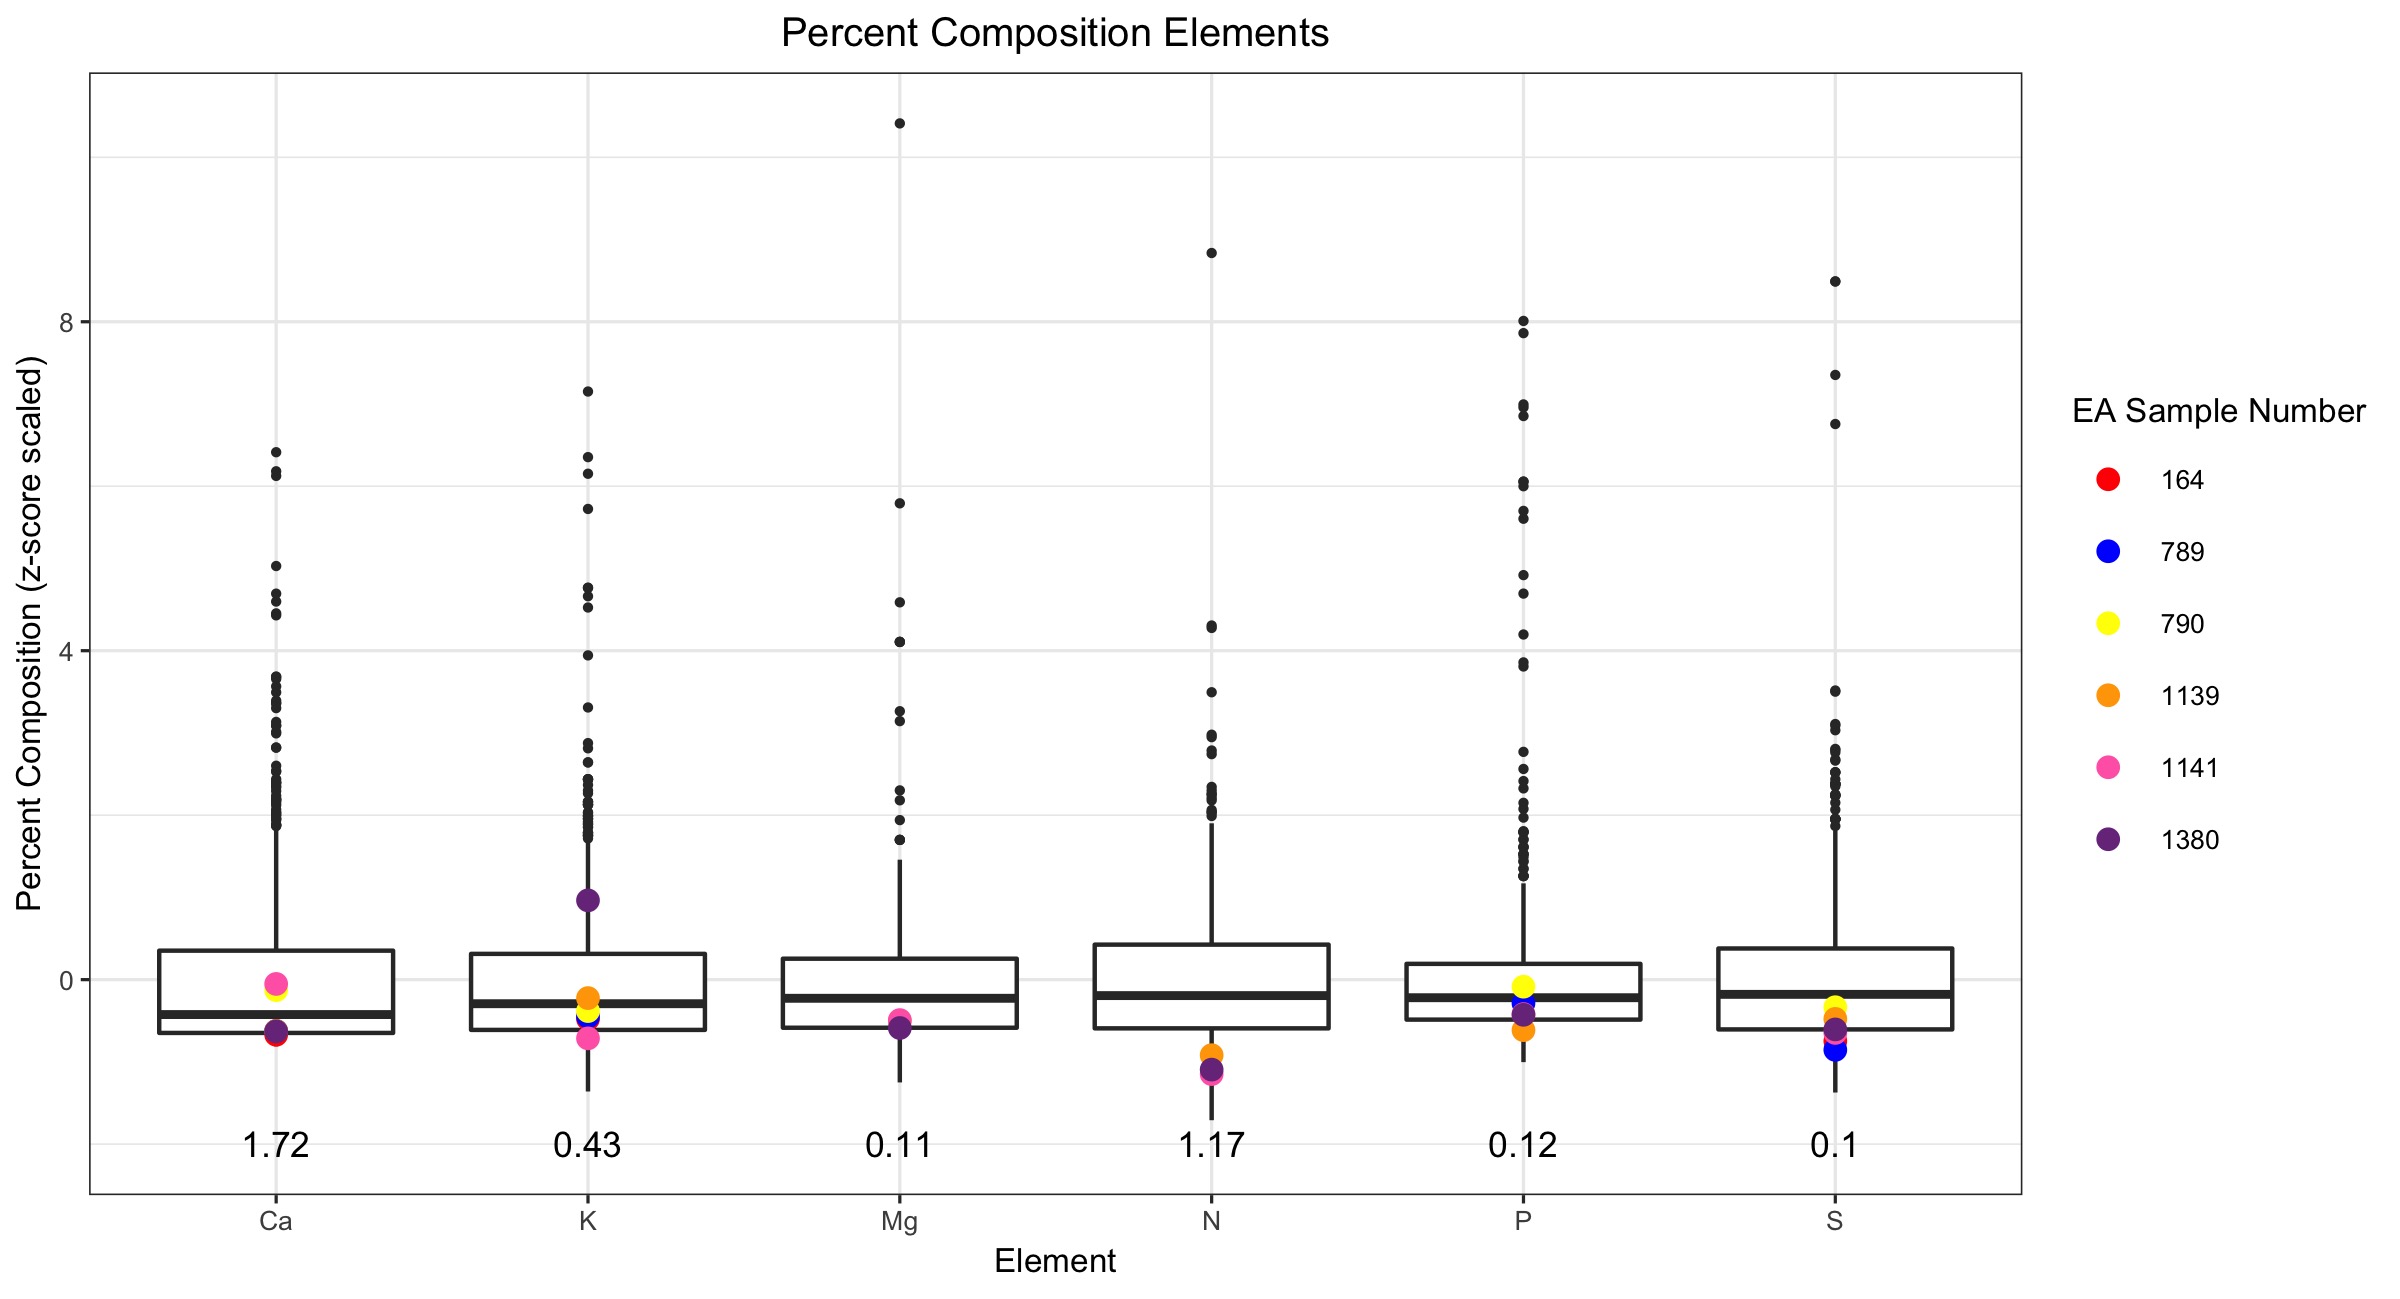 Percent Composition Elements
Percent Composition (z-score scaled)
8
4
0
1.72 0.43 0.11 1.17 0.12 0.1
Ca K Mg N P S
Element
EA Sample Number
164
789
790
1139
1141
1380